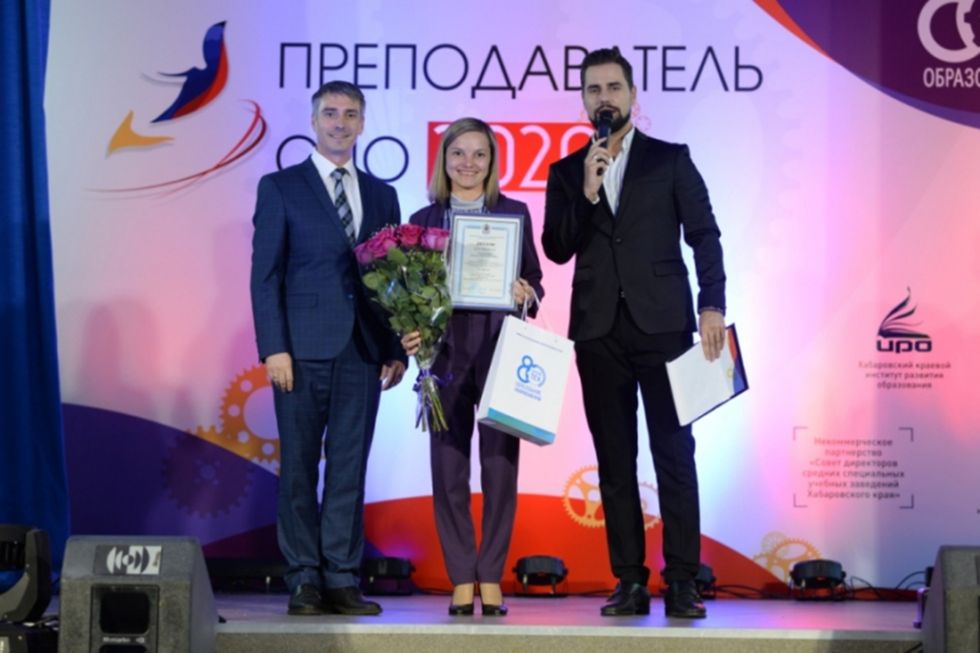 ПРЕПОДАВАТЕЛЬ
СПО 2020
ОБРАЗО
ДИПЛОМ
ИРО
Хабаровский краевой
институт развития
образования
Некоммерческое
партнерство
«Совет директоров
средних специальных
учебных заведений
Хабаровского края»